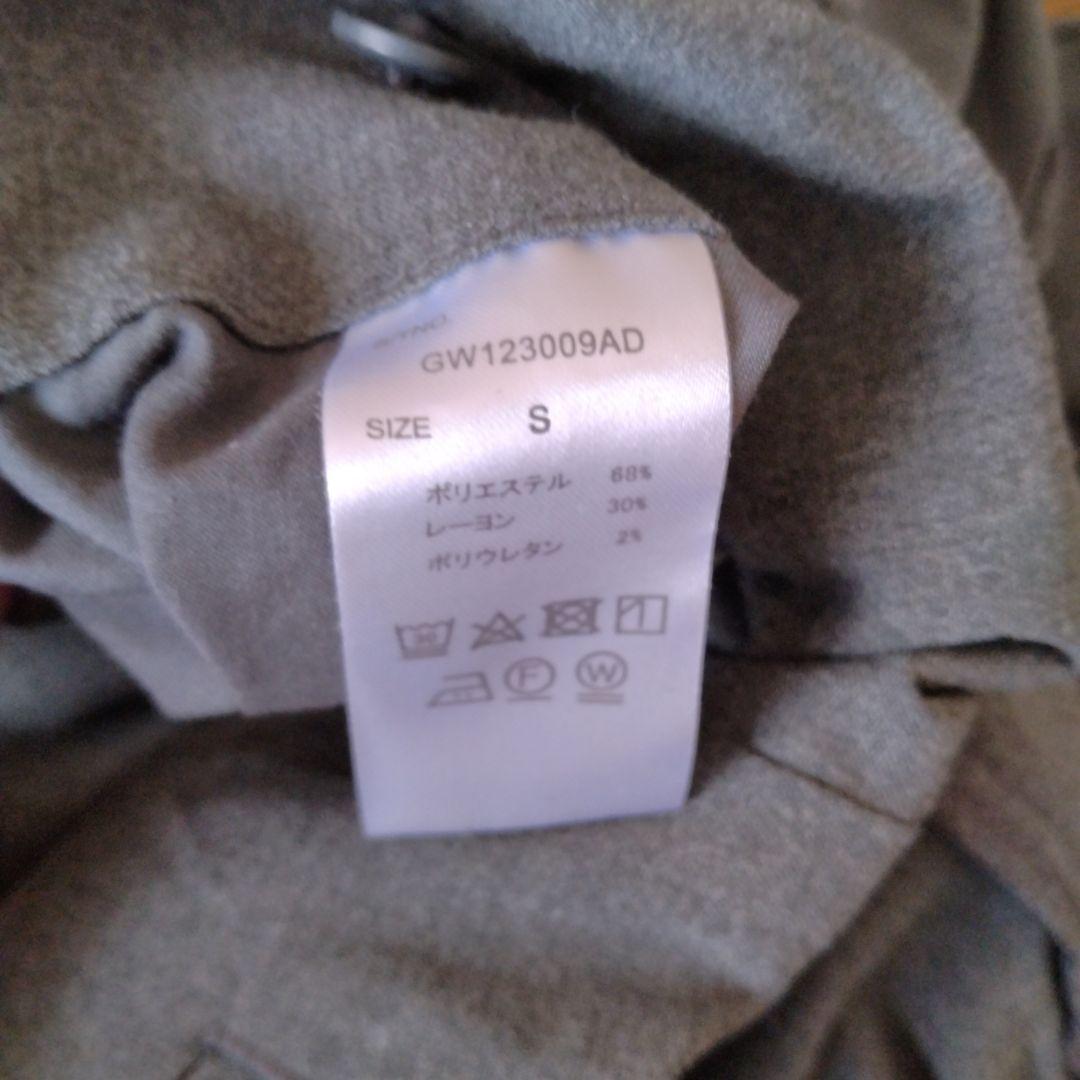 GW123009AD
SIZE S
ポリエステル 68%
レーヨン 30%
ポリウレタン 2%
F W